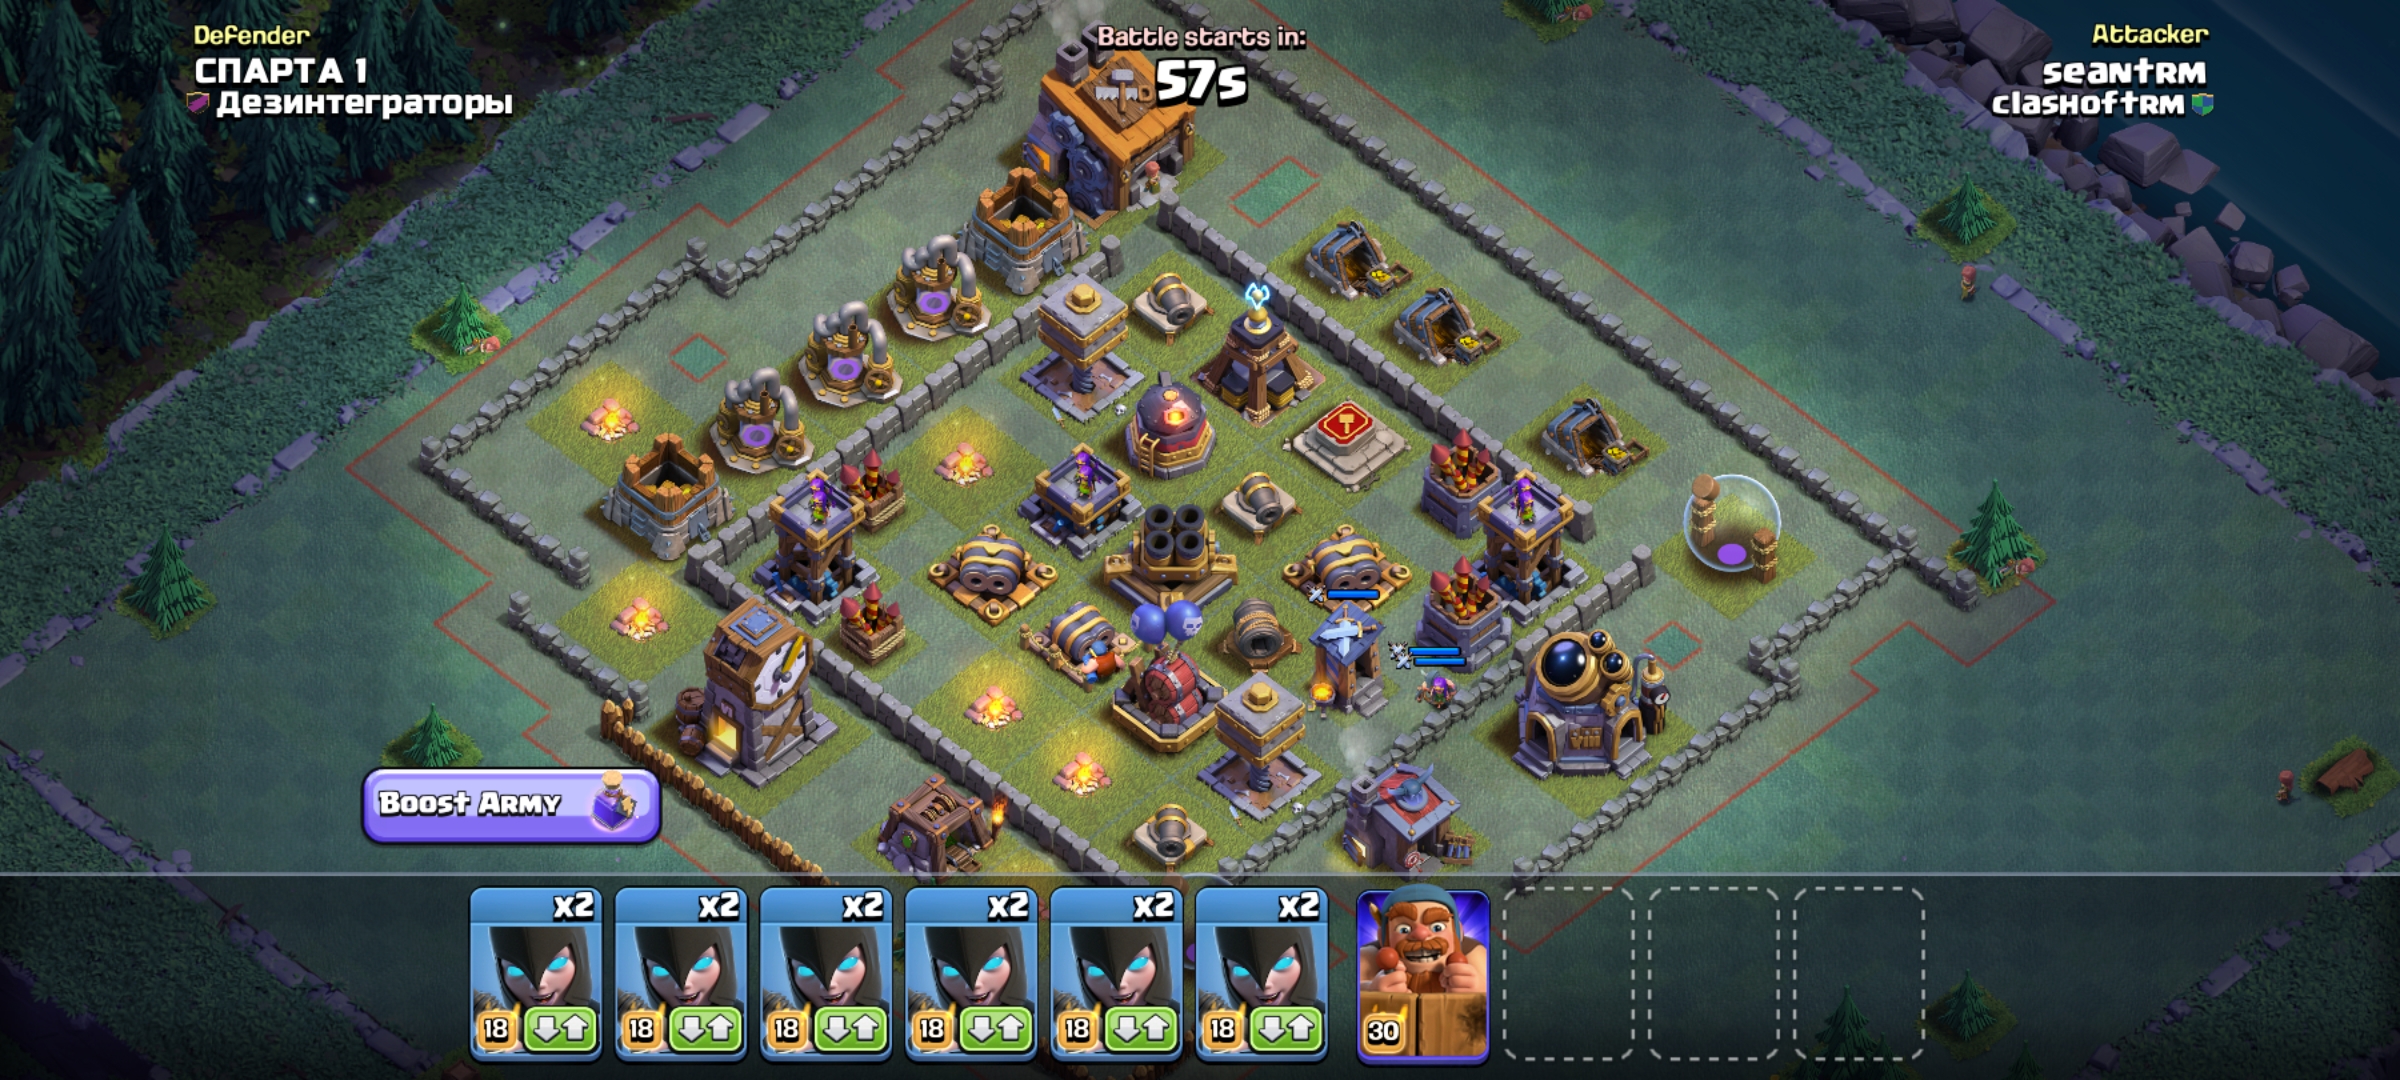 Defender
СПАРТА 1
Дезинтеграторы
Battle starts in:
57s
Attacker
seantRM
clashoftRM
Boost Army
x2
x2
x2
x2
x2
x2
18
18
18
18
18
18
30